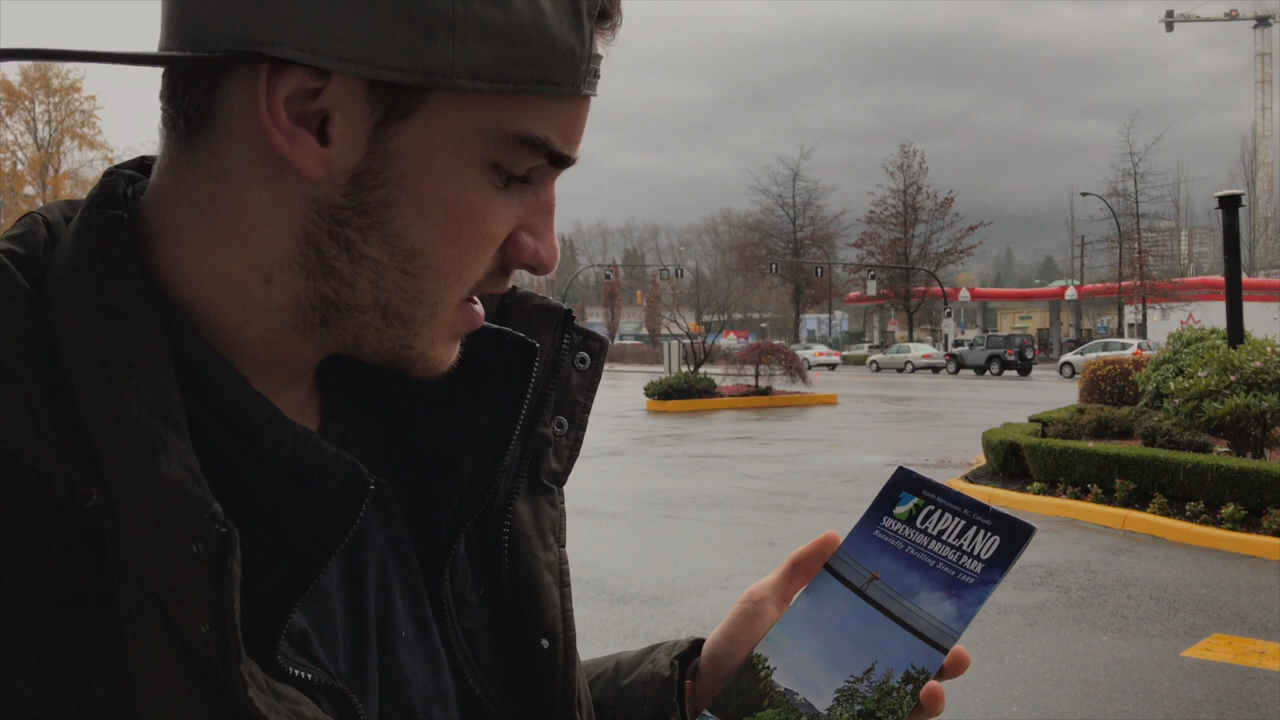 North Vancouver, BC, Canada
CAPILANO
SUSPENSION BRIDGE PARK
Naturally Thrilling Since 1889